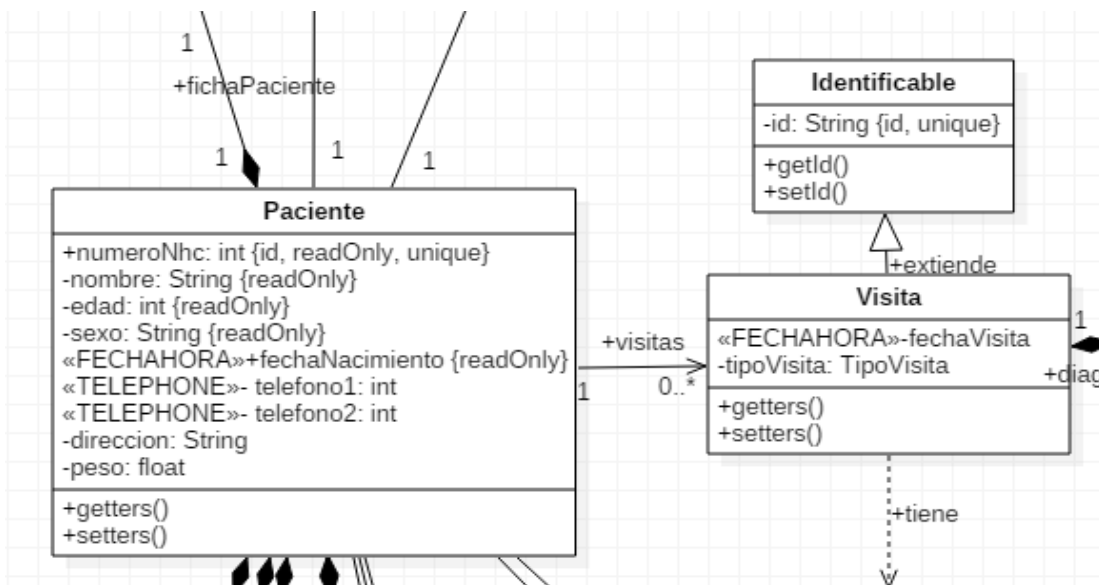 1
+fichaPaciente
1
1
1
Paciente
+numeroNhc: int {id, readOnly, unique}
-nombre: String {readOnly}
-edad: int {readOnly}
-sexo: String {readOnly}
«FECHAHORA»+fechaNacimiento {readOnly}
«TELEPHONE»- telefono1: int
«TELEPHONE»- telefono2: int
-direccion: String
-peso: float
+getters()
+setters()
1
+visitas
0..*
Identificable
-id: String {id, unique}
+getId()
+setId()
+extiende
Visita
«FECHAHORA»-fechaVisita
-tipoVisita: TipoVisita
+getters()
+setters()
1
+diag
+tiene